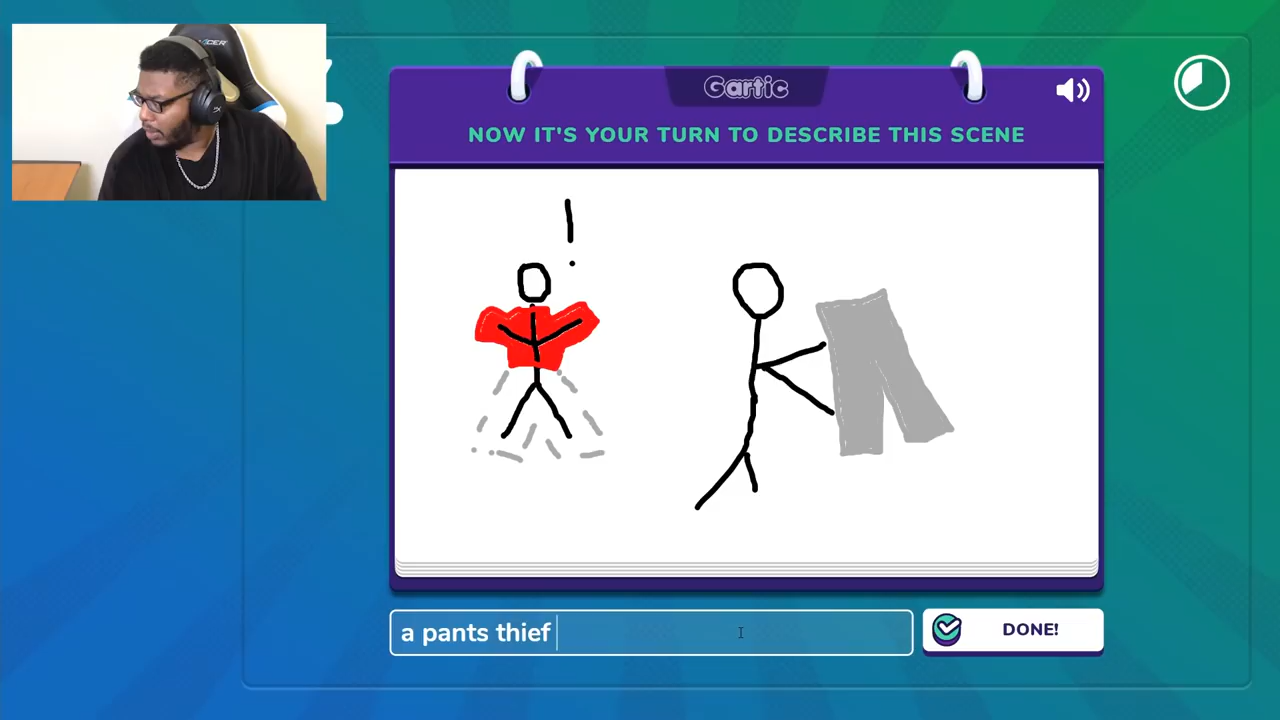 Gartic
NOW IT'S YOUR TURN TO DESCRIBE THIS SCENE
!
a pants thief
DONE!